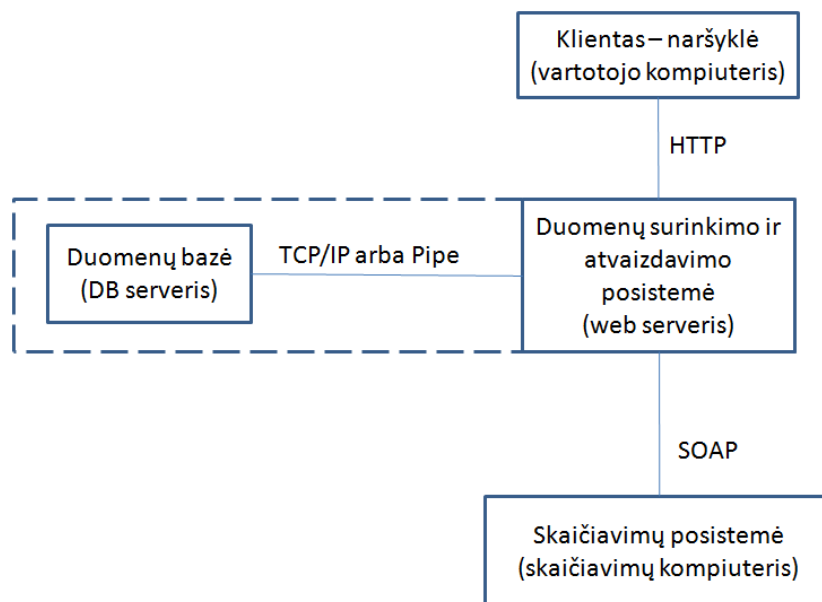 Klientas – naršyklė
(vartotojo kompiuteris)
HTTP
Duomenų bazė
(DB serveris)
TCP/IP arba Pipe
Duomenų surinkimo ir
atvaizdavimo
posistemė
(web serveris)
SOAP
Skaičiavimų posistemė
(skaičiavimų kompiuteris)